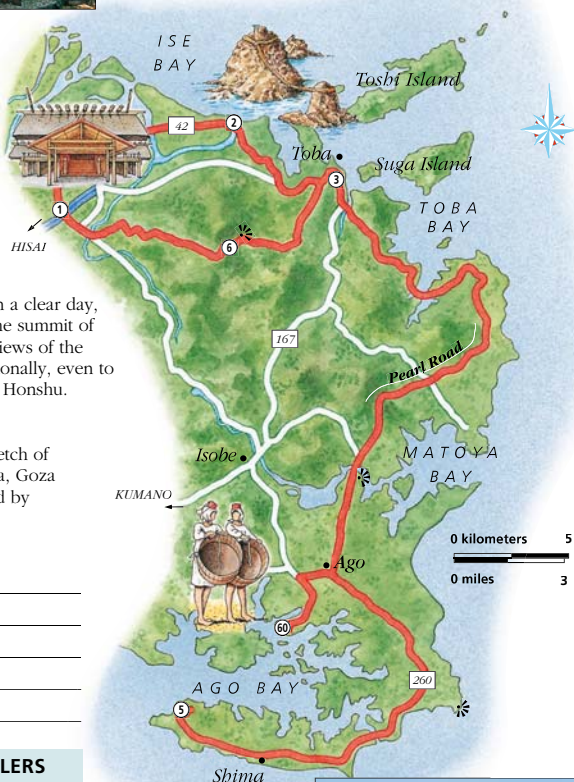 ISE
BAY
Toshi Island
42
2
Toba
Suga Island
3
TOBA
BAY
1
HISAI
6
n a clear day,
ne summit of
iews of the
onally, even to
Honshu.
167
Pearl Road
etch of
a, Goza
d by
Isobe
MATOYA
BAY
KUMANO
0 kilometers 5
0 miles 3
Ago
60
AGO BAY
260
5
Shima
LERS